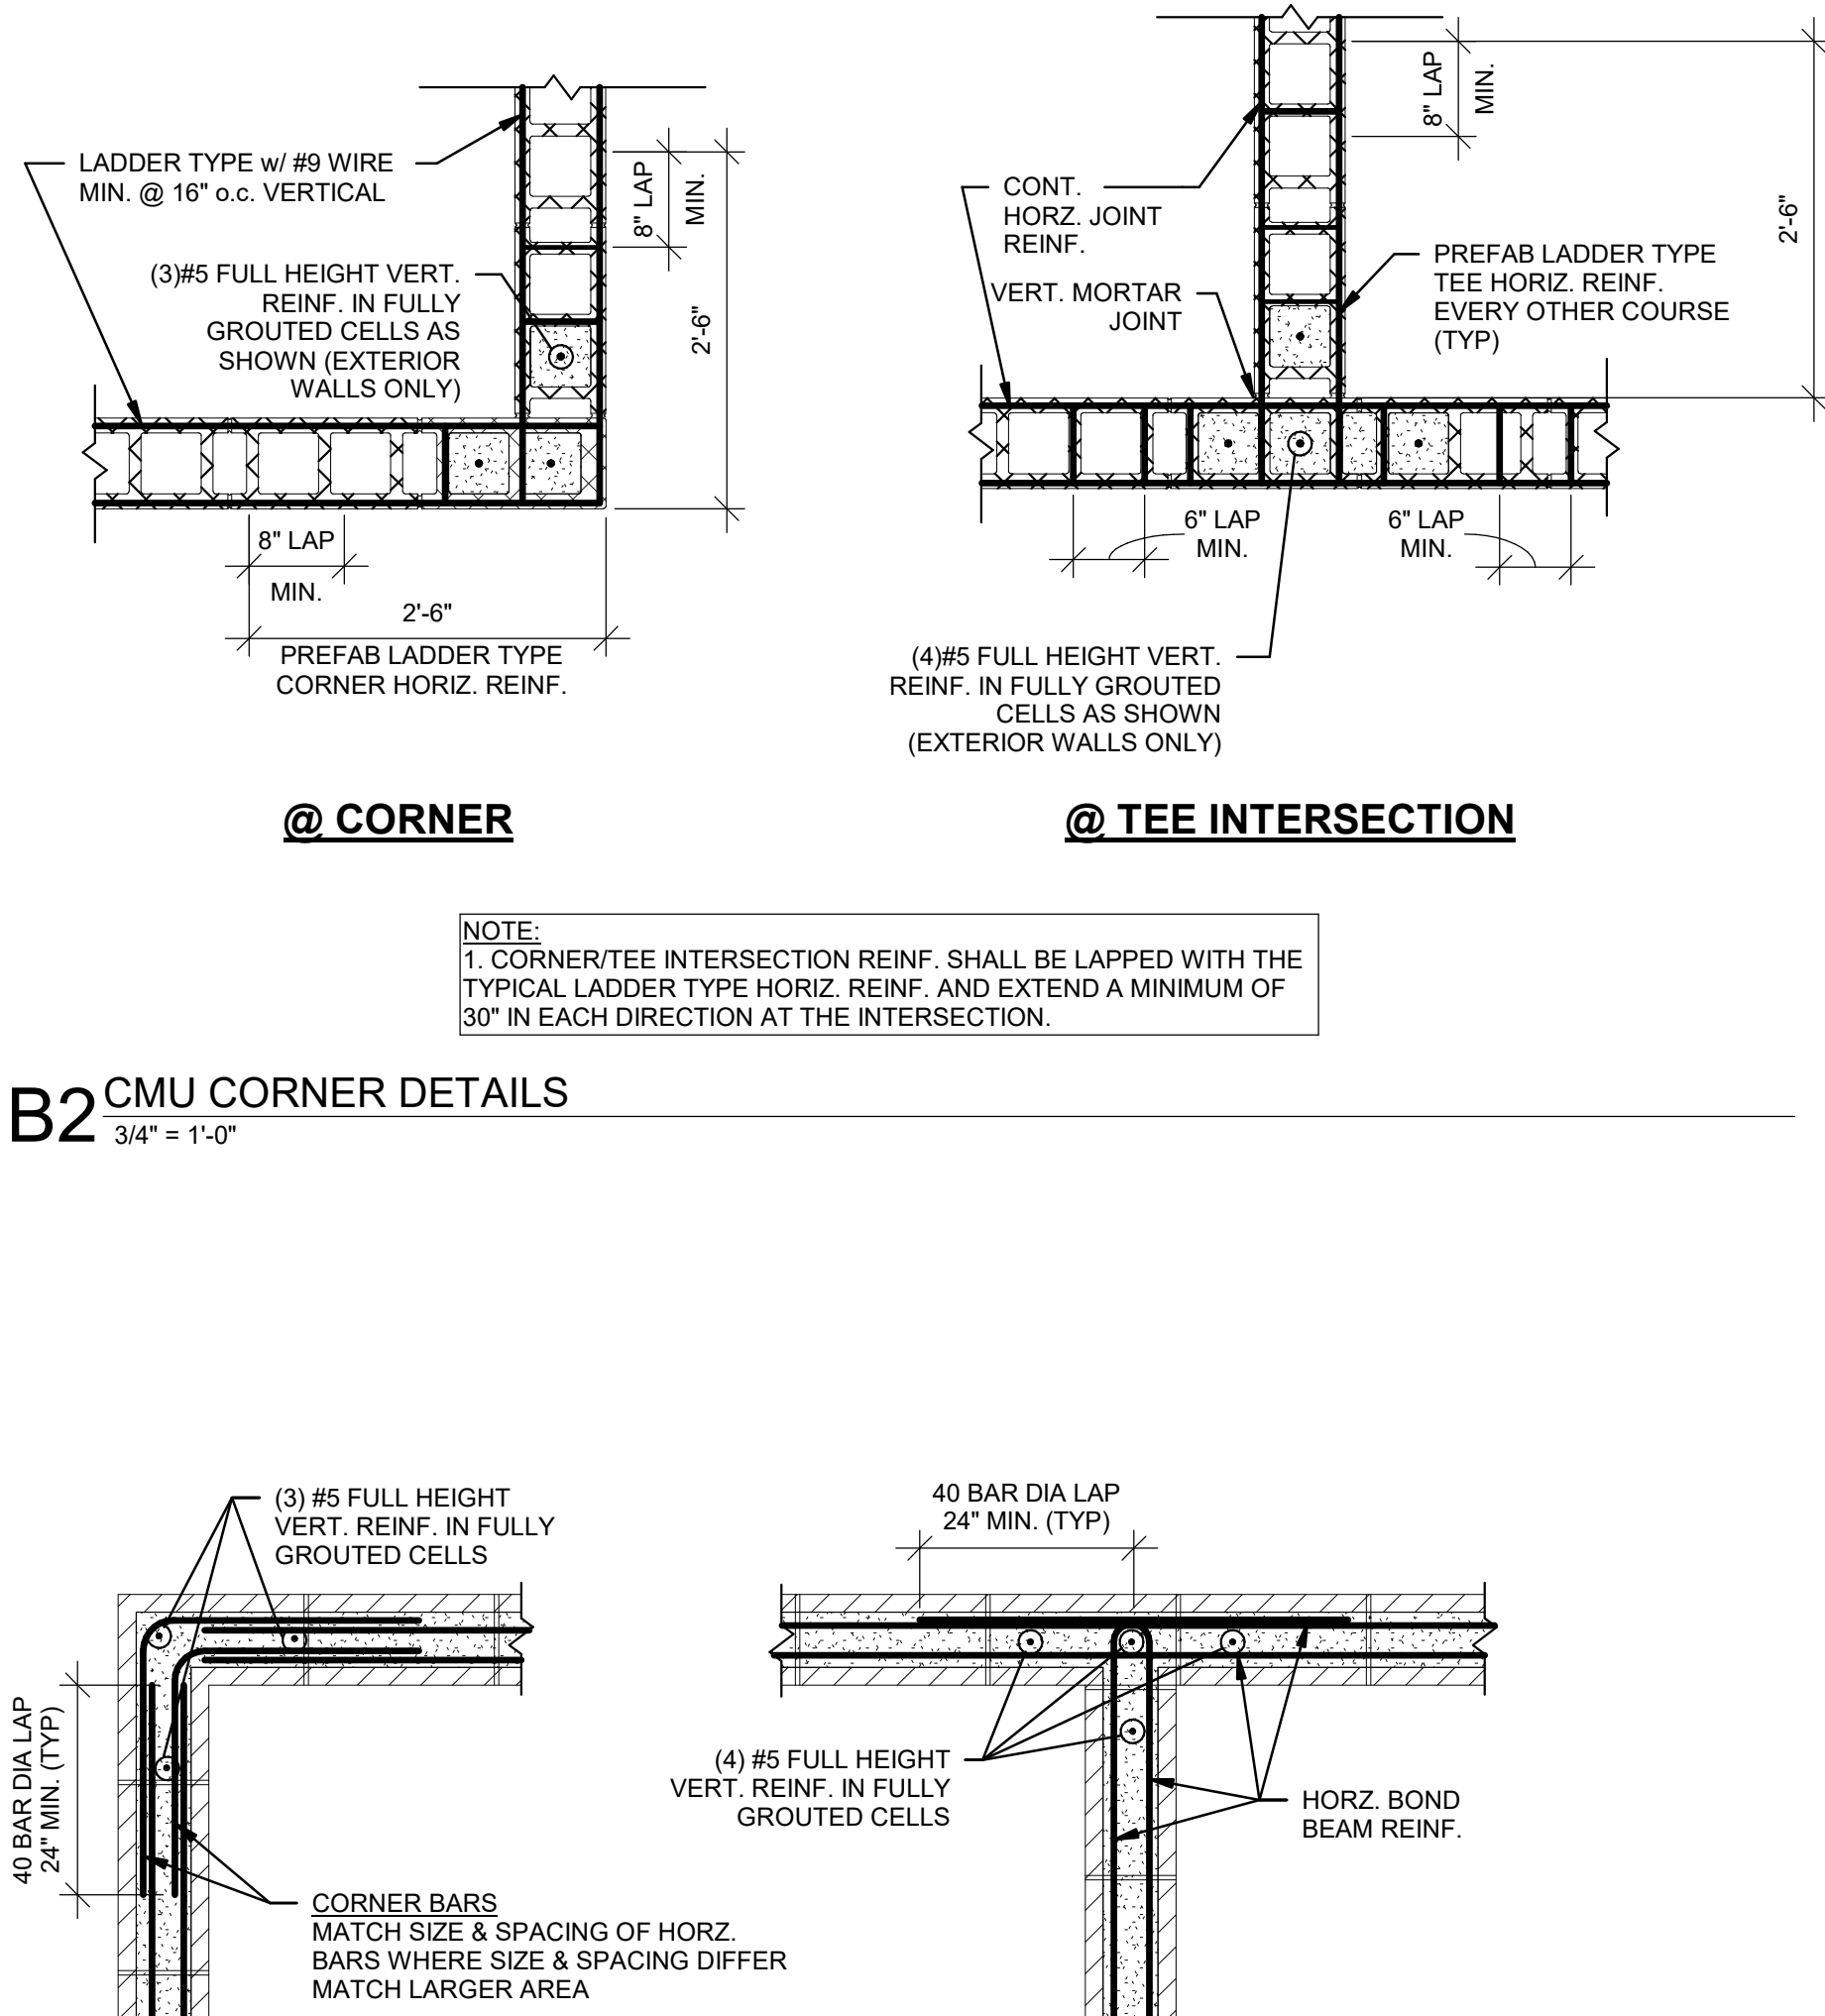 LADDER TYPE w/ #9 WIRE
MIN. @ 16" o.c. VERTICAL
(3)#5 FULL HEIGHT VERT.
REINF. IN FULLY
GROUTED CELLS AS
SHOWN (EXTERIOR
WALLS ONLY)
8" LAP
MIN.
2'-6"
8" LAP
MIN.
2'-6"
PREFAB LADDER TYPE
CORNER HORIZ. REINF.
@ CORNER
CONT.
HORZ. JOINT
REINF.
VERT. MORTAR
JOINT
8" LAP
MIN.
2'-6"
PREFAB LADDER TYPE
TEE HORIZ. REINF.
EVERY OTHER COURSE
(TYP)
6" LAP
MIN.
6" LAP
MIN.
(4)#5 FULL HEIGHT VERT.
REINF. IN FULLY GROUTED
CELLS AS SHOWN
(EXTERIOR WALLS ONLY)
@ TEE INTERSECTION
NOTE:
1. CORNER/TEE INTERSECTION REINF. SHALL BE LAPPED WITH THE
TYPICAL LADDER TYPE HORIZ. REINF. AND EXTEND A MINIMUM OF
30" IN EACH DIRECTION AT THE INTERSECTION.
B2 CMU CORNER DETAILS
3/4" = 1'-0"
(3) #5 FULL HEIGHT
VERT. REINF. IN FULLY
GROUTED CELLS
40 BAR DIA LAP
24" MIN. (TYP)
CORNER BARS
MATCH SIZE & SPACING OF HORZ.
BARS WHERE SIZE & SPACING DIFFER
MATCH LARGER AREA
40 BAR DIA LAP
24" MIN. (TYP)
(4) #5 FULL HEIGHT
VERT. REINF. IN FULLY
GROUTED CELLS
HORZ. BOND
BEAM REINF.